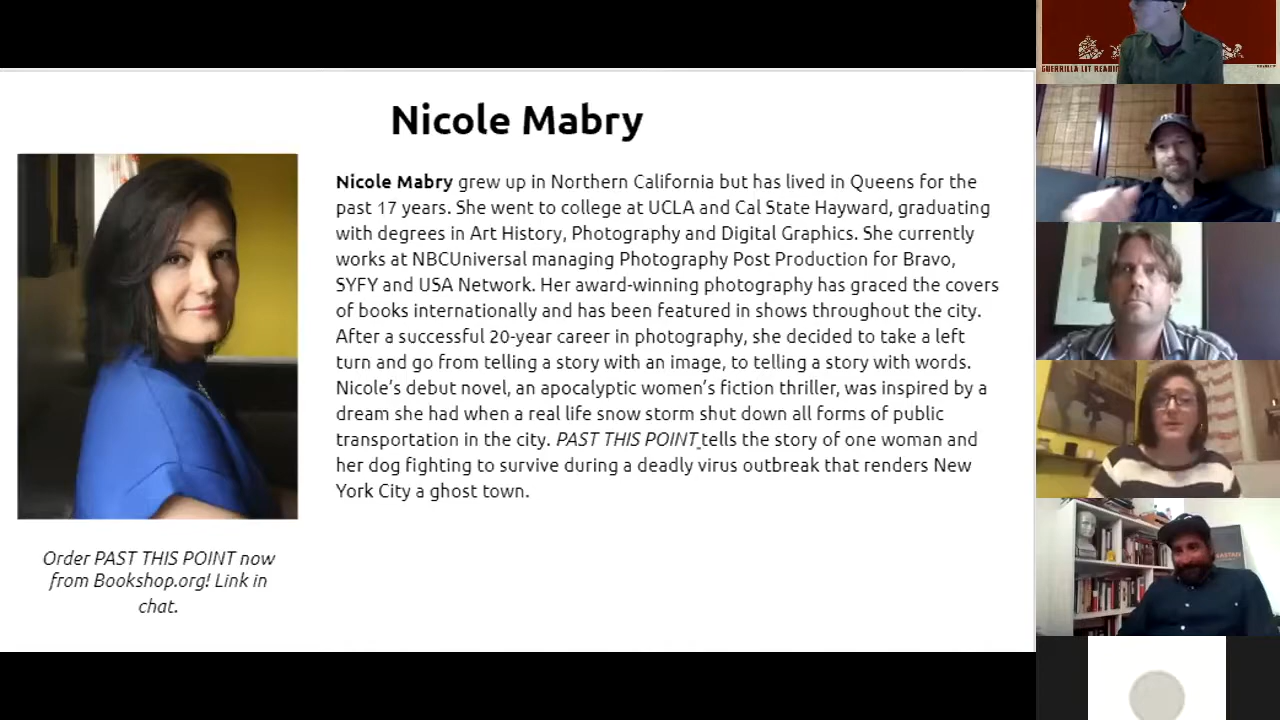 Nicole Mabry
Nicole Mabry grew up in Northern California but has lived in Queens for the
past 17 years. She went to college at UCLA and Cal State Hayward, graduating
with degrees in Art History, Photography and Digital Graphics. She currently
works at NBCUniversal managing Photography Post Production for Bravo,
SYFY and USA Network. Her award-winning photography has graced the covers
of books internationally and has been featured in shows throughout the city.
After a successful 20-year career in photography, she decided to take a left
turn and go from telling a story with an image, to telling a story with words.
Nicole’s debut novel, an apocalyptic women’s fiction thriller, was inspired by a
dream she had when a real life snow storm shut down all forms of public
transportation in the city. PAST THIS POINT tells the story of one woman and
her dog fighting to survive during a deadly virus outbreak that renders New
York City a ghost town.
Order PAST THIS POINT now
from Bookshop.org! Link in
chat.
GUERRILLA LIT